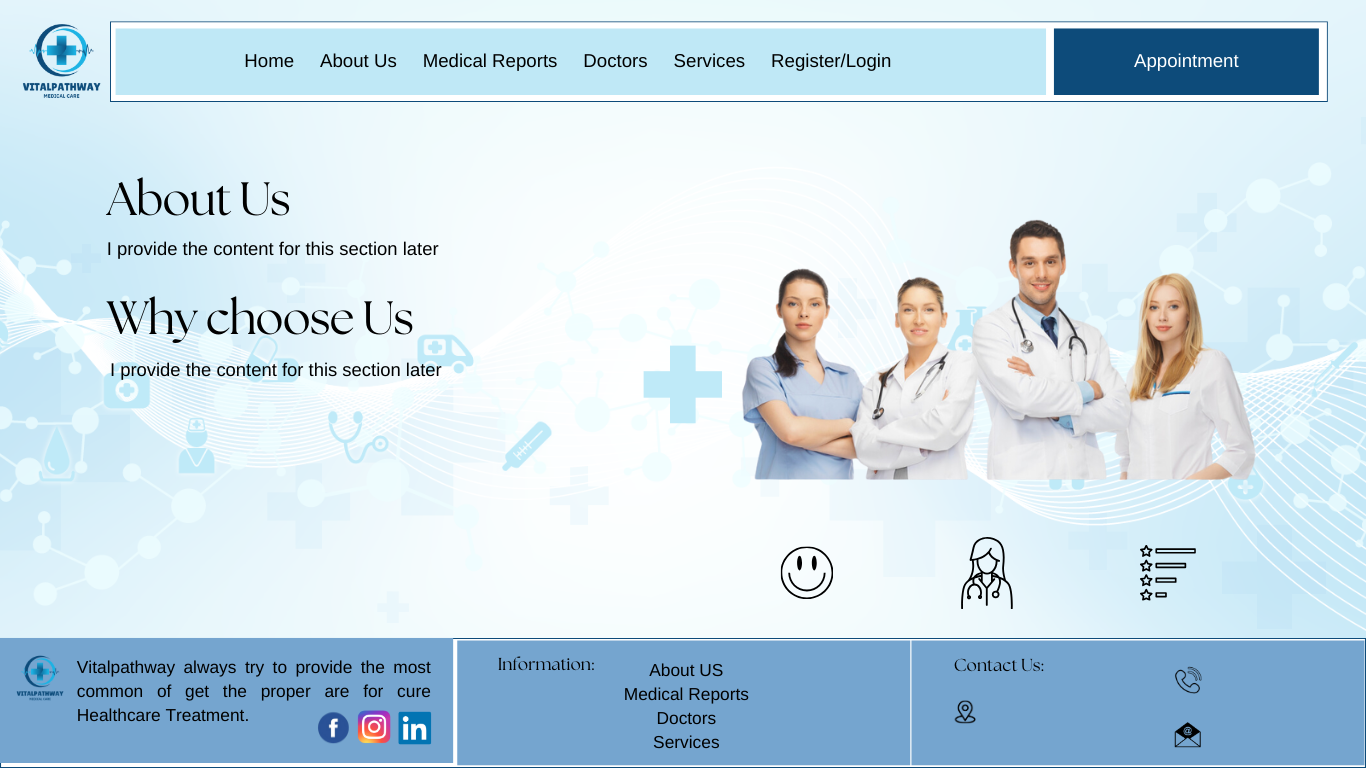 VITALPATHWAY
MEDICAL CARE
Home About Us Medical Reports Doctors Services Register/Login
Appointment
About Us
I provide the content for this section later
Why choose Us
I provide the content for this section later
VITALPATHWAY
MEDICAL CARE
Vitalpathway always try to provide the most
common of get the proper are for cure
Healthcare Treatment.
f
in
Information:
About US
Medical Reports
Doctors
Services
Contact Us:
@